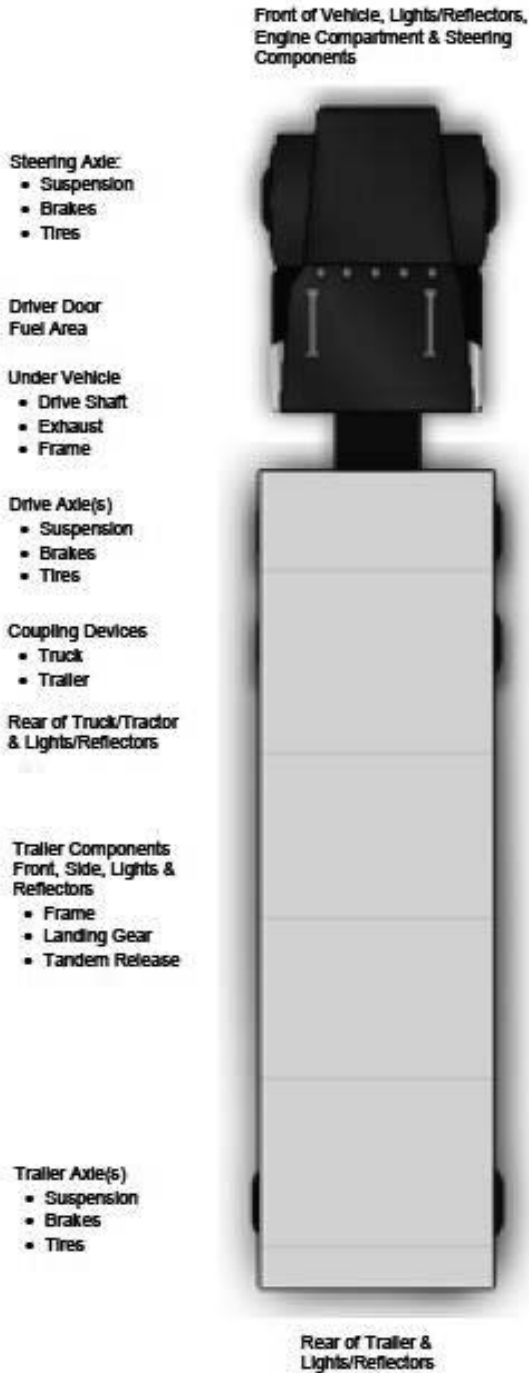 Front of Vehicle, Lights/Reflectors,
Engine Compartment & Steering
Components
Steering Axle:
• Suspension
• Brakes
• Tires
Driver Door
Fuel Area
Under Vehicle
• Drive Shaft
• Exhaust
• Frame
Drive Axle(s)
• Suspension
• Brakes
• Tires
Coupling Devices
• Truck
• Trailer
Rear of Truck/Tractor
& Lights/Reflectors
Trailer Components
Front, Side, Lights &
Reflectors
• Frame
• Landing Gear
• Tandem Release
Trailer Axle(s)
• Suspension
• Brakes
• Tires
Rear of Trailer &
Lights/Reflectors